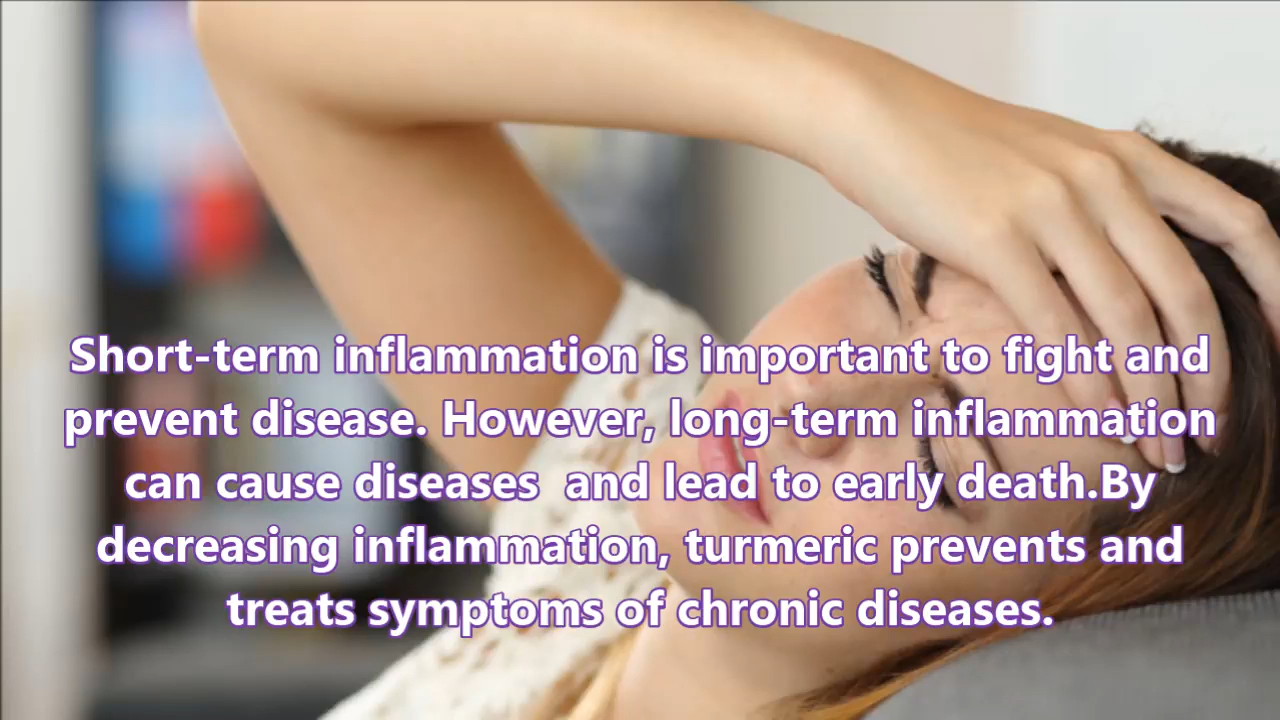 Short-term inflammation is important to fight and
prevent disease. However, long-term inflammation
can cause diseases  and lead to early death.By
decreasing inflammation, turmeric prevents and
treats symptoms of chronic diseases.